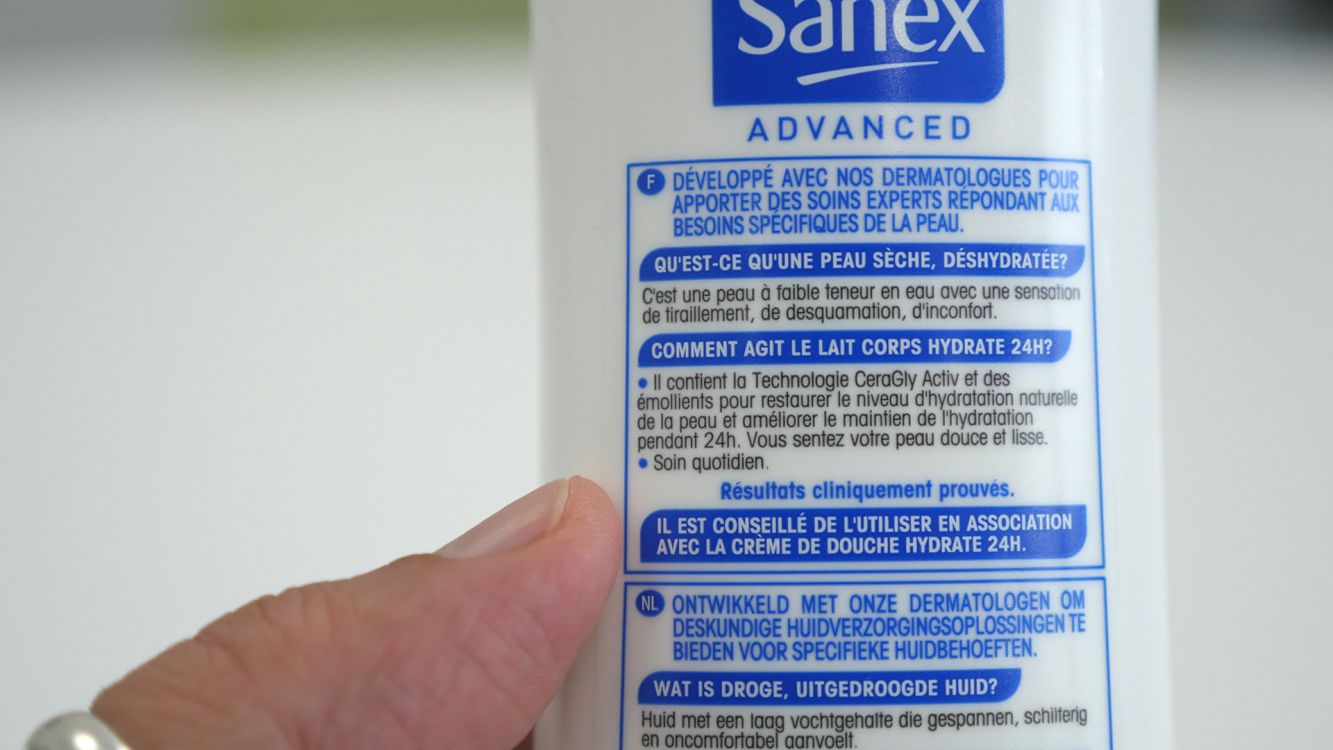 Sanex
ADVANCED
F DÉVELOPPÉ AVEC NOS DERMATOLOGUES POUR
APPORTER DES SOINS EXPERTS RÉPONDANT AUX
BESOINS SPÉCIFIQUES DE LA PEAU.
QU'EST-CE QU'UNE PEAU SÈCHE, DÉSHYDRATÉE?
C'est une peau à faible teneur en eau avec une sensation
de tiraillement, de desquamation, d'inconfort.
COMMENT AGIT LE LAIT CORPS HYDRATE 24H?
• Il contient la Technologie CeraGly Activ et des
émollients pour restaurer le niveau d'hydratation naturelle
de la peau et améliorer le maintien de l'hydratation
pendant 24h. Vous sentez votre peau douce et lisse.
• Soin quotidien.
Résultats cliniquement prouvés.
IL EST CONSEILLÉ DE L'UTILISER EN ASSOCIATION
AVEC LA CRÈME DE DOUCHE HYDRATE 24H.
NL ONTWIKKELD MET ONZE DERMATOLOGEN OM
DESKUNDIGE HUIDVERZORGINGSOPLOSSINGEN TE
BIEDEN VOOR SPECIFIEKE HUIDBEHOEFTEN.
WAT IS DROGE, UITGEDROOGDE HUID?
Huid met een laag vochtgehalte die gespannen, schilferig
en oncomfortabel aanvoelt.